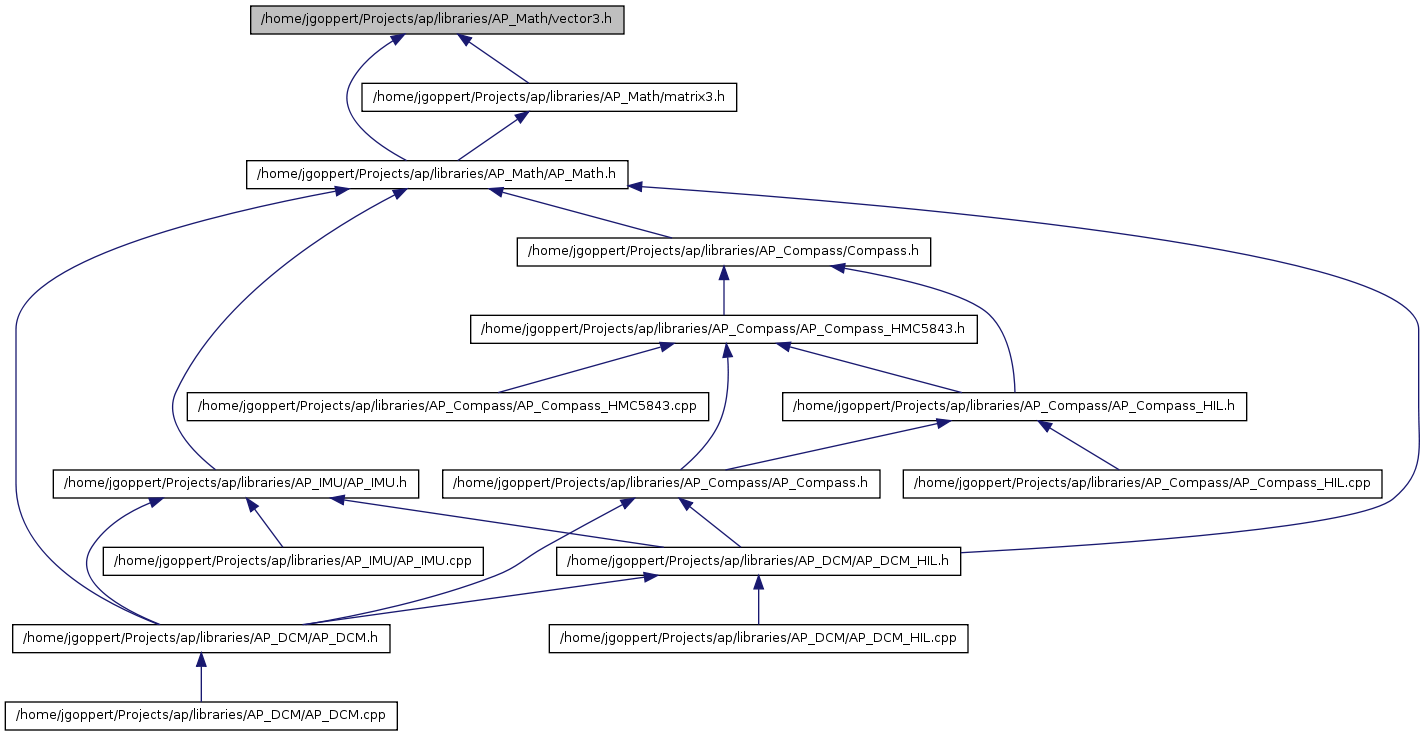 /home/jgoppert/Projects/ap/libraries/AP_Math/vector3.h
/home/jgoppert/Projects/ap/libraries/AP_Math/matrix3.h
/home/jgoppert/Projects/ap/libraries/AP_Math/AP_Math.h
/home/jgoppert/Projects/ap/libraries/AP_Compass/Compass.h
/home/jgoppert/Projects/ap/libraries/AP_Compass/AP_Compass_HMC5843.h
/home/jgoppert/Projects/ap/libraries/AP_Compass/AP_Compass_HMC5843.cpp
/home/jgoppert/Projects/ap/libraries/AP_Compass/AP_Compass_HIL.h
/home/jgoppert/Projects/ap/libraries/AP_IMU/AP_IMU.h
/home/jgoppert/Projects/ap/libraries/AP_Compass/AP_Compass.h
/home/jgoppert/Projects/ap/libraries/AP_Compass/AP_Compass_HIL.cpp
/home/jgoppert/Projects/ap/libraries/AP_IMU/AP_IMU.cpp
/home/jgoppert/Projects/ap/libraries/AP_DCM/AP_DCM_HIL.h
/home/jgoppert/Projects/ap/libraries/AP_DCM/AP_DCM.h
/home/jgoppert/Projects/ap/libraries/AP_DCM/AP_DCM_HIL.cpp
/home/jgoppert/Projects/ap/libraries/AP_DCM/AP_DCM.cpp